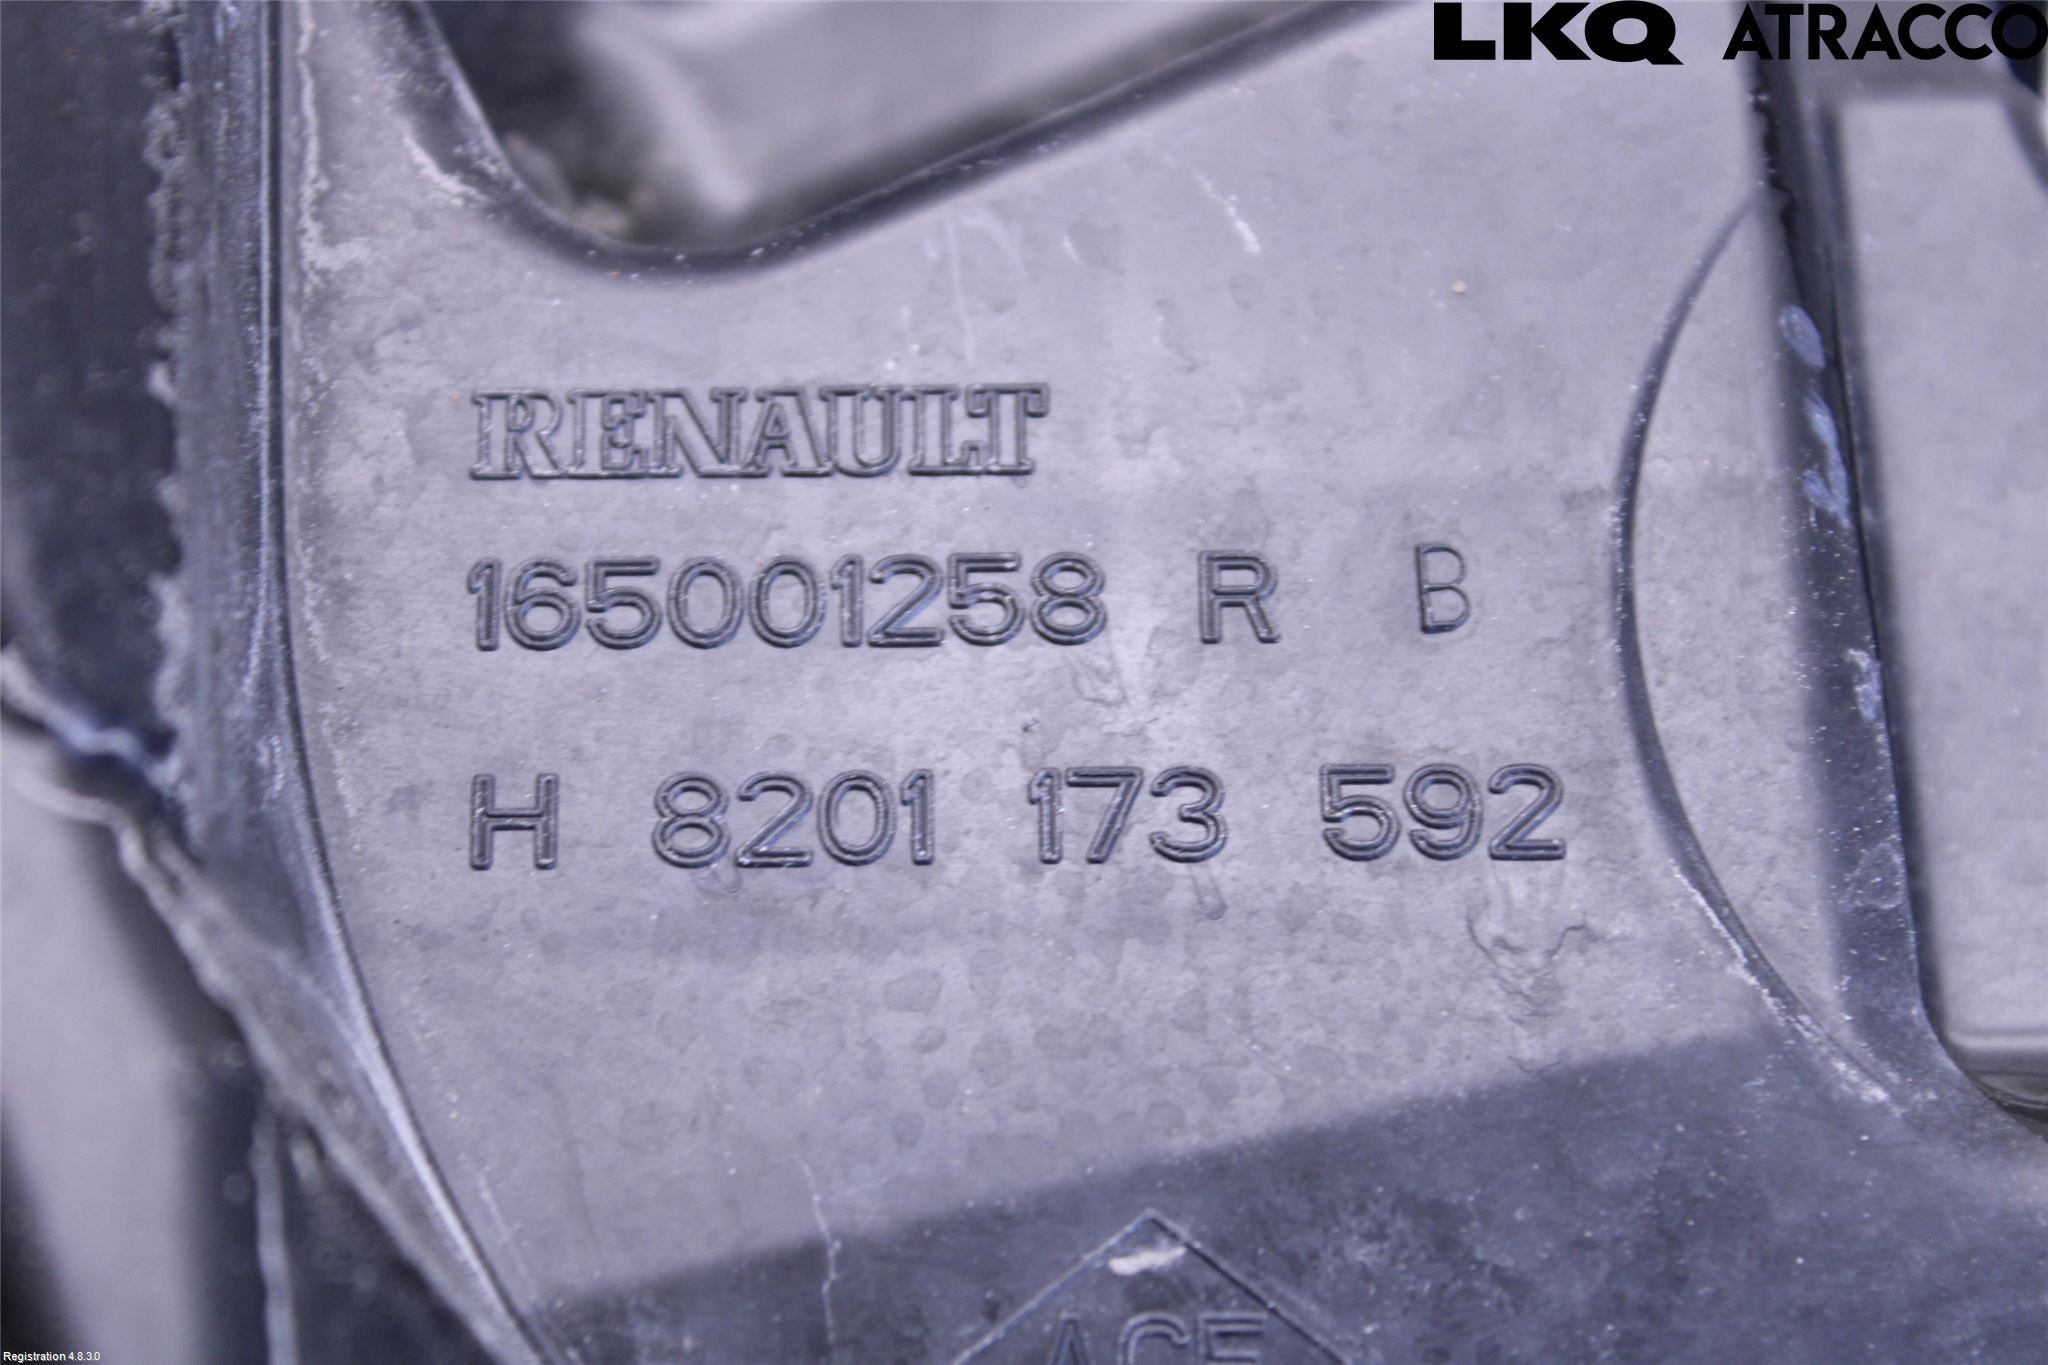 LKQ ATRACCO
RENAULT
165001258 R B
H 8201 173 592
Registration 4.8.3.0